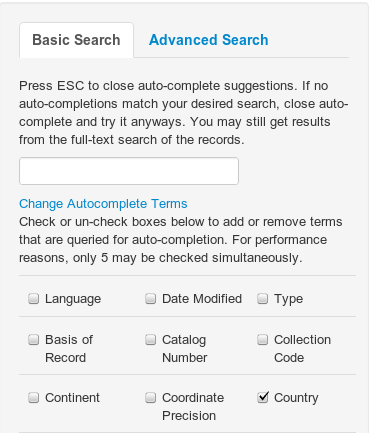 Basic Search Advanced Search
Press ESC to close auto-complete suggestions. If no
auto-completions match your desired search, close auto-
complete and try it anyways. You may still get results
from the full-text search of the records.
Change Autocomplete Terms
Check or un-check boxes below to add or remove terms
that are queried for auto-completion. For performance
reasons, only 5 may be checked simultaneously.
Language Date Modified Type
Basis of Catalog Collection
Record Number Code
Continent Coordinate Country
Precision